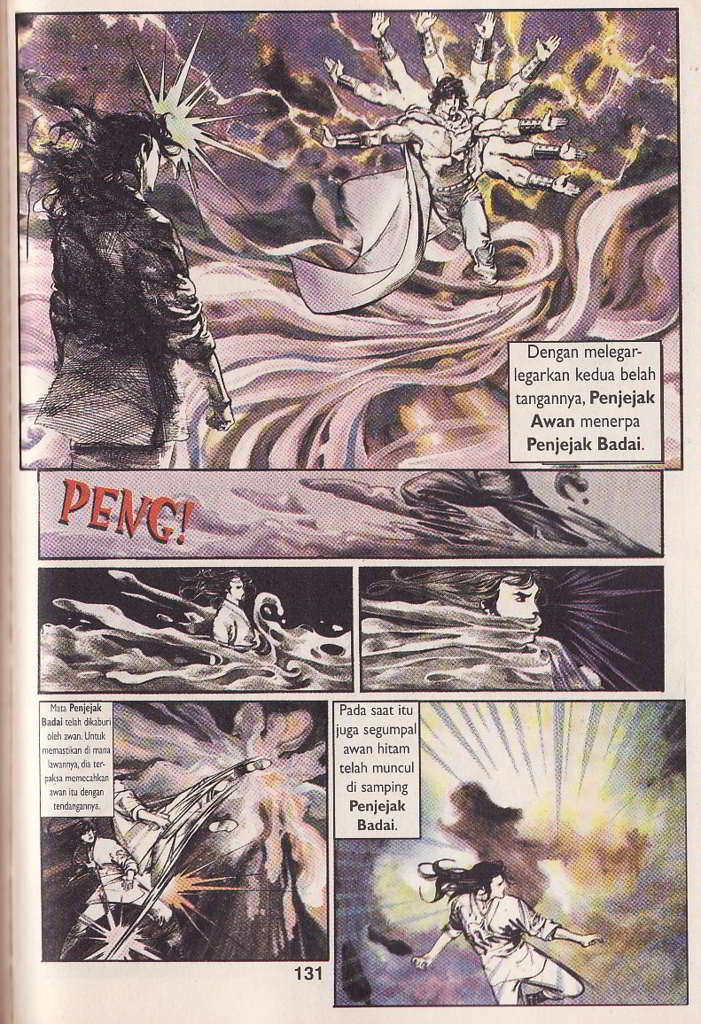 Dengan melegar-
legarkan kedua belah
tangannya, Penjejak
Awan menerpa
Penjejak Badai.
PENG!
Mata Penjejak
Badai telah dikaburi
oleh awan. Untuk
memastikan di mana
lawannya, dia ter-
paksa memecahkan
awan itu dengan
tendangannya.
Pada saat itu
juga segumpal
awan hitam
telah muncul
di samping
Penjejak
Badai.
131